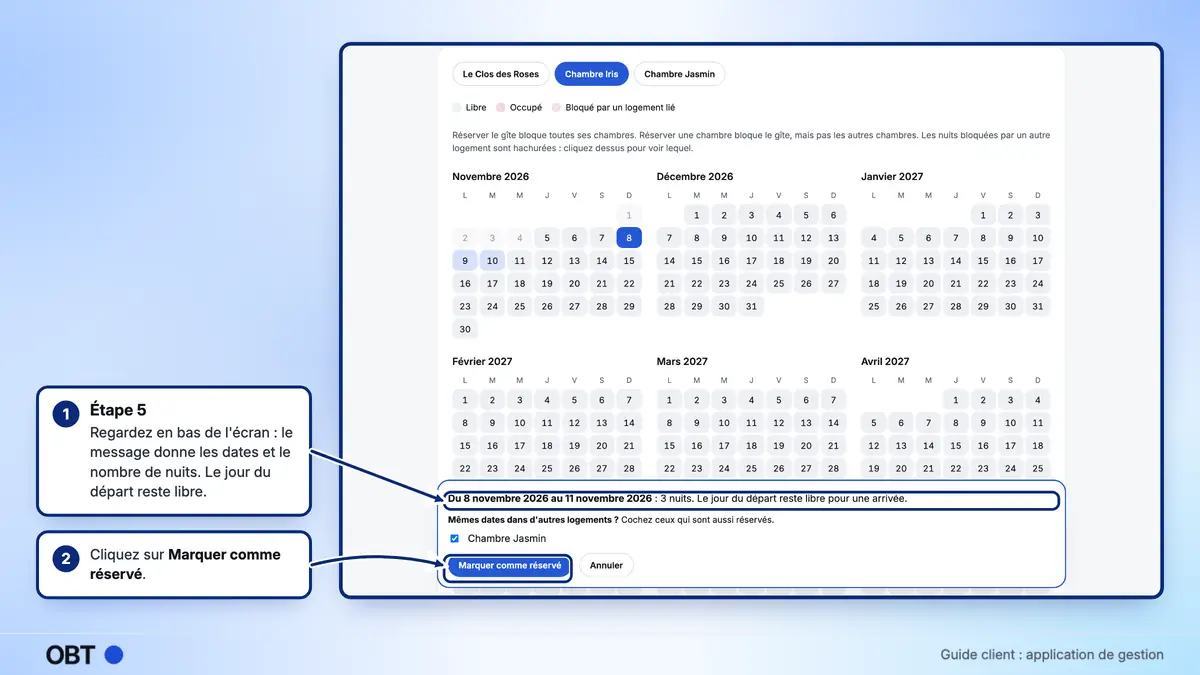 Le Clos des Roses Chambre Iris Chambre Jasmin
Libre Occupé Bloqué par un logement lié
Réserver le gîte bloque toutes ses chambres. Réserver une chambre bloque le gîte, mais pas les autres chambres. Les nuits bloquées par un autre
logement sont hachurées : cliquez dessus pour voir lequel.
Novembre 2026
L M M J V S D
1
2 3 4 5 6 7 8
9 10 11 12 13 14 15
16 17 18 19 20 21 22
23 24 25 26 27 28 29
30
Décembre 2026
L M M J V S D
1 2 3 4 5 6
7 8 9 10 11 12 13
14 15 16 17 18 19 20
21 22 23 24 25 26 27
28 29 30 31
Janvier 2027
L M M J V S D
1 2 3
4 5 6 7 8 9 10
11 12 13 14 15 16 17
18 19 20 21 22 23 24
25 26 27 28 29 30 31
Février 2027
L M M J V S D
1 2 3 4 5 6 7
8 9 10 11 12 13 14
15 16 17 18 19 20 21
22 23 24 25 26 27 28
Mars 2027
L M M J V S D
1 2 3 4 5 6 7
8 9 10 11 12 13 14
15 16 17 18 19 20 21
22 23 24 25 26 27 28
Avril 2027
L M M J V S D
1 2 3 4
5 6 7 8 9 10 11
12 13 14 15 16 17 18
19 20 21 22 23 24 25
1 Étape 5
Regardez en bas de l'écran : le
message donne les dates et le
nombre de nuits. Le jour du
départ reste libre.
Du 8 novembre 2026 au 11 novembre 2026 : 3 nuits. Le jour du départ reste libre pour une arrivée.
Mêmes dates dans d'autres logements ? Cochez ceux qui sont aussi réservés.
Chambre Jasmin
2 Cliquez sur Marquer comme
réservé.
Marquer comme réservé Annuler
OBT
Guide client : application de gestion